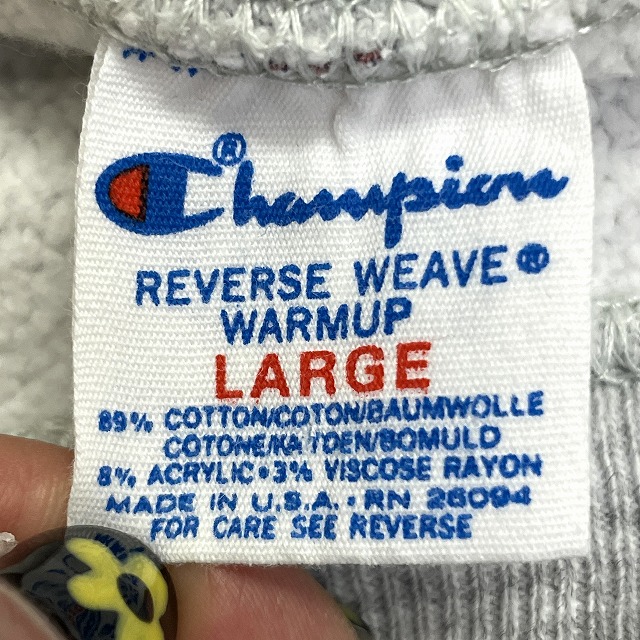 Champion®
REVERSE WEAVE®
WARMUP
LARGE
89% COTTON/COTON/BAUMWOLLE
COTONE/KATOEN/BOMULD
8% ACRYLIC•3% VISCOSE RAYON
MADE IN U.S.A. • RN 26094
FOR CARE SEE REVERSE